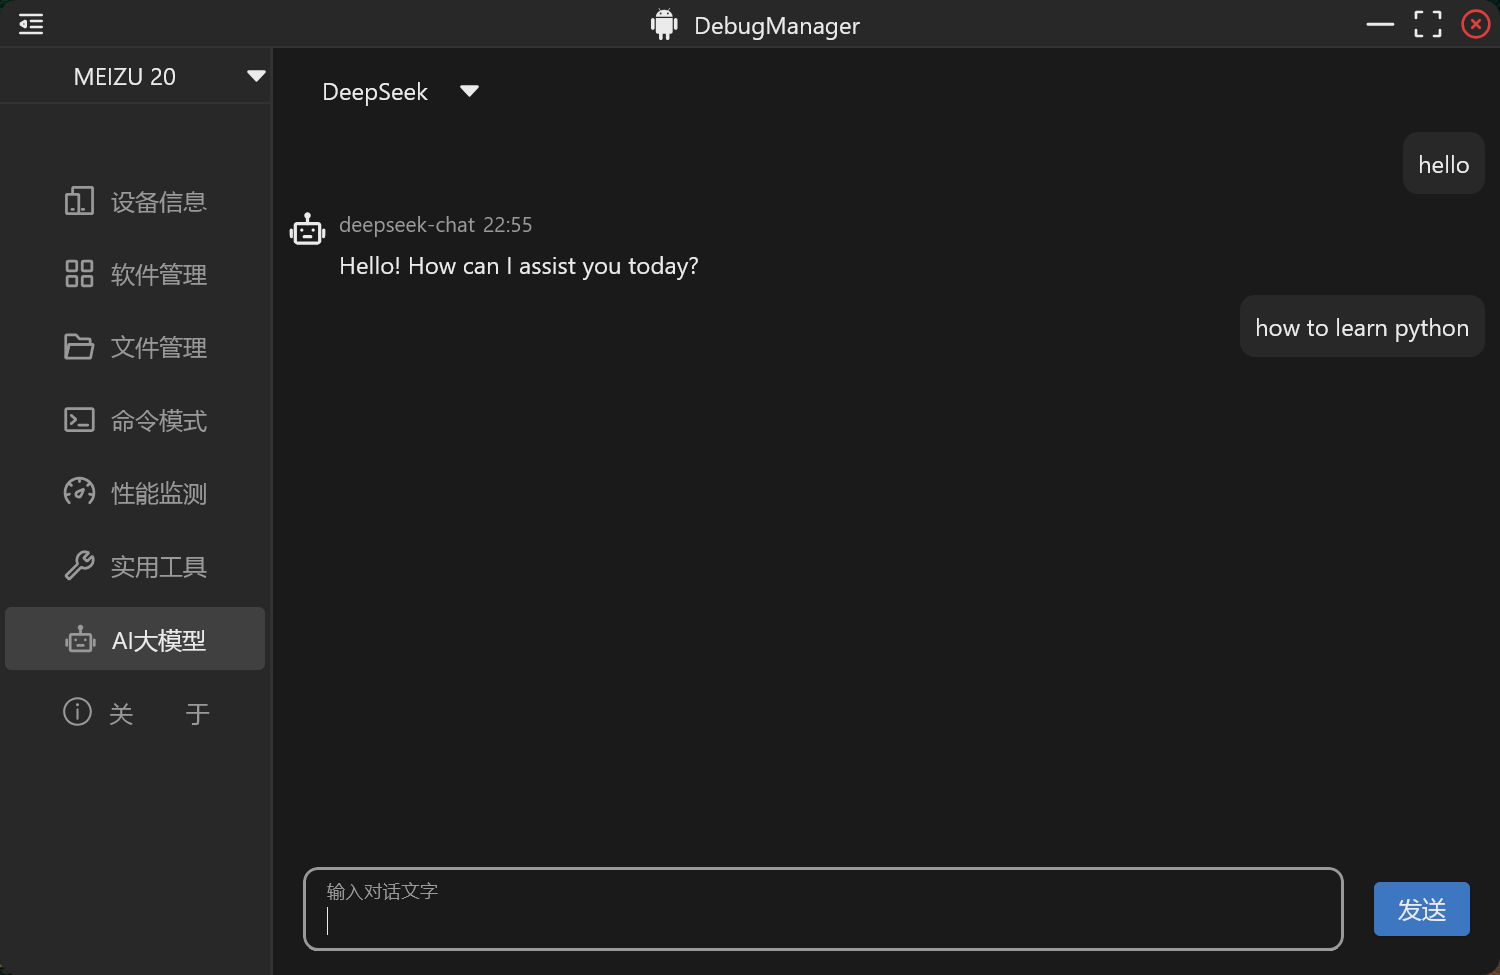 DebugManager
MEIZU 20
设备信息
软件管理
文件管理
命令模式
性能监测
实用工具
AI大模型
关 于
DeepSeek
hello
deepseek-chat 22:55
Hello! How can I assist you today?
how to learn python
输入对话文字
发送